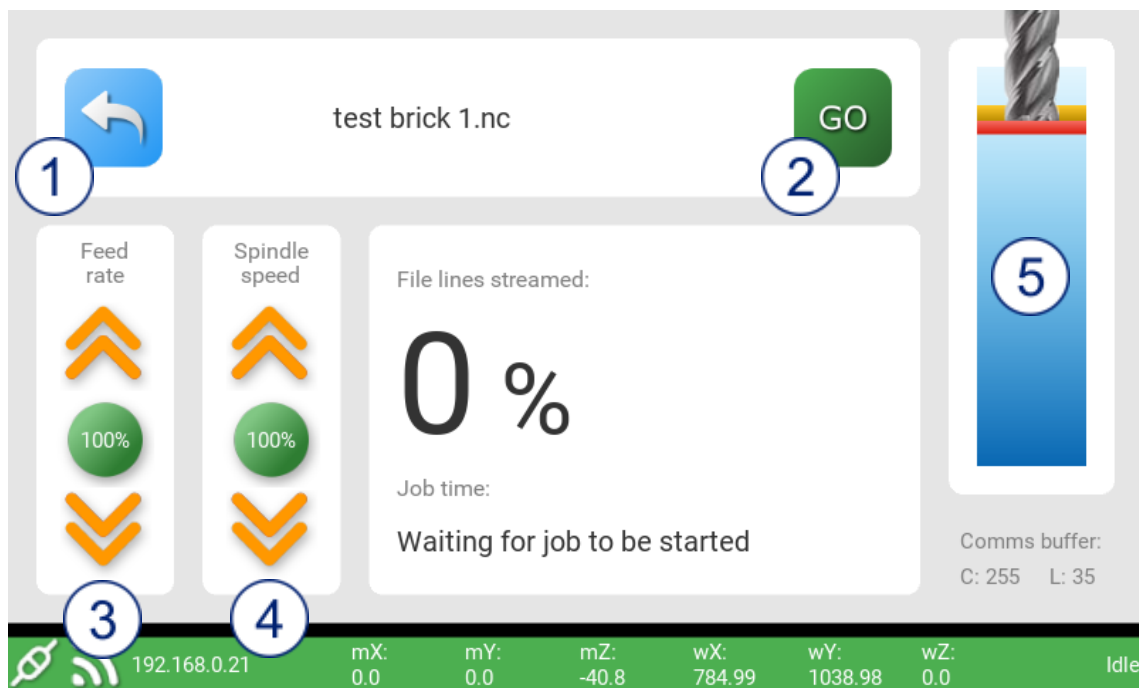 test brick 1.nc
GO
1
2
Feed
rate
100%
3
Spindle
speed
100%
4
File lines streamed:
0 %
Job time:
Waiting for job to be started
5
Comms buffer:
C: 255 L: 35
192.168.0.21 mX: mY: mZ: wX: wY: wZ: Idle
0.0 0.0 -40.8 784.99 1038.98 0.0